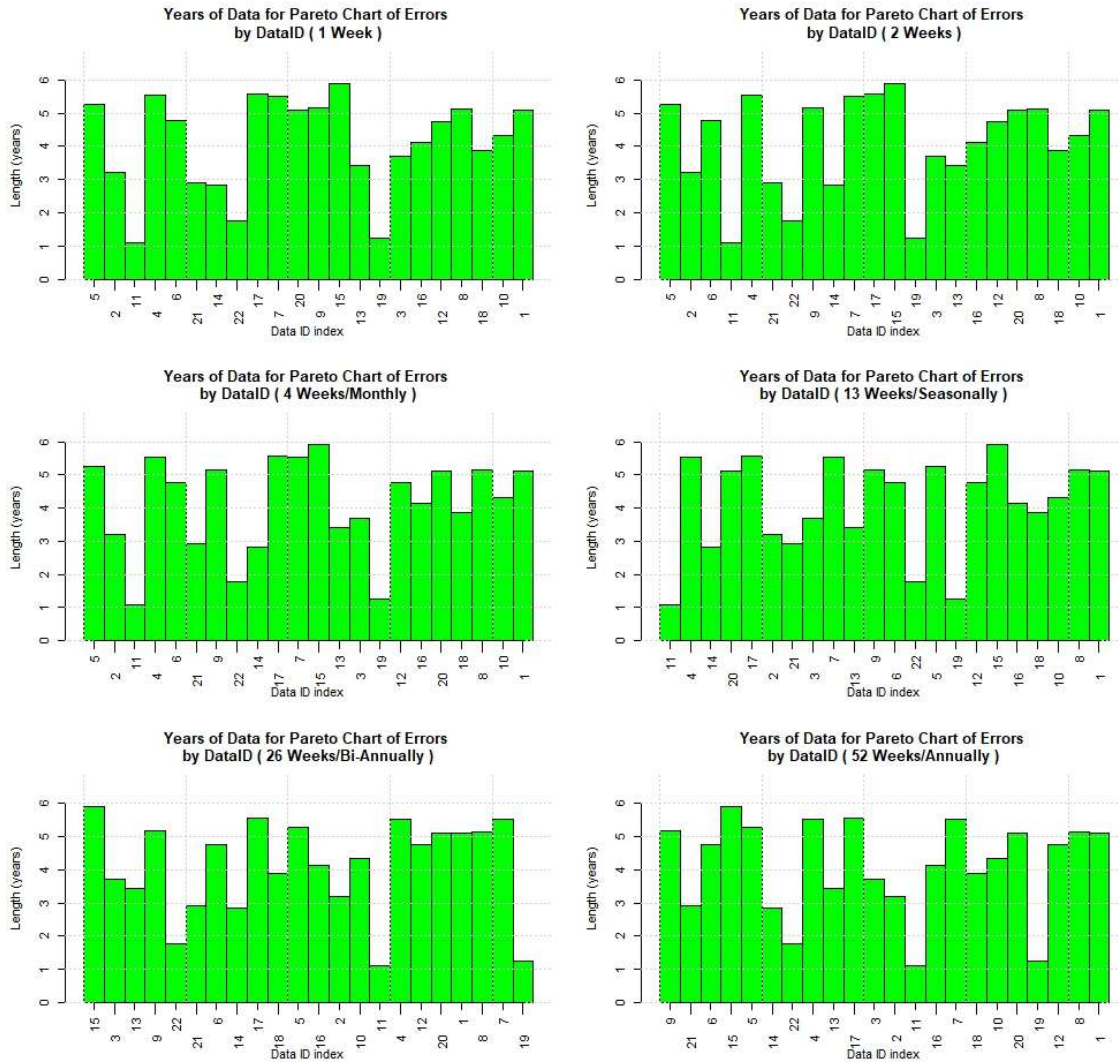 Years of Data for Pareto Chart of Errors
by DataID ( 1 Week )
Length (years)
0 1 2 3 4 5 6
5 2 11 4 6 21 14 22 17 7 20 9 15 13 19 3 16 12 8 18 10 1
Data ID index
Years of Data for Pareto Chart of Errors
by DataID ( 2 Weeks )
Length (years)
0 1 2 3 4 5 6
5 2 6 11 4 21 22 9 14 7 17 15 19 3 13 16 12 20 8 18 10 1
Data ID index
Years of Data for Pareto Chart of Errors
by DataID ( 4 Weeks/Monthly )
Length (years)
0 1 2 3 4 5 6
5 2 11 4 6 21 9 22 14 17 7 15 13 3 19 12 16 20 18 8 10 1
Data ID index
Years of Data for Pareto Chart of Errors
by DataID ( 13 Weeks/Seasonally )
Length (years)
0 1 2 3 4 5 6
11 4 14 20 17 2 21 3 7 13 9 6 22 5 19 12 15 16 18 10 8 1
Data ID index
Years of Data for Pareto Chart of Errors
by DataID ( 26 Weeks/Bi-Annually )
Length (years)
0 1 2 3 4 5 6
15 3 13 9 22 21 6 14 17 18 5 16 2 10 11 4 12 20 1 8 7 19
Data ID index
Years of Data for Pareto Chart of Errors
by DataID ( 52 Weeks/Annually )
Length (years)
0 1 2 3 4 5 6
9 21 6 15 5 14 22 4 13 17 3 2 11 16 7 18 10 20 19 12 8 1
Data ID index